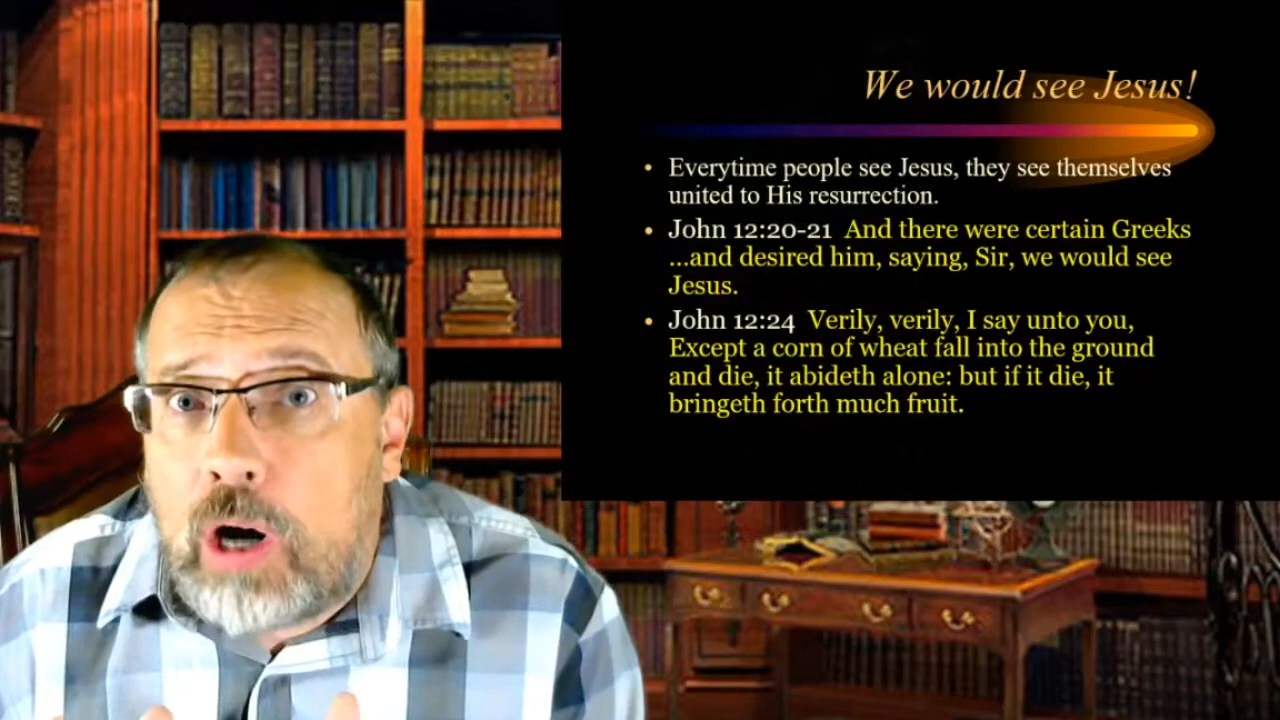 We would see Jesus!
• Everytime people see Jesus, they see themselves
united to His resurrection.
• John 12:20-21 And there were certain Greeks
...and desired him, saying, Sir, we would see
Jesus.
• John 12:24 Verily, verily, I say unto you,
Except a corn of wheat fall into the ground
and die, it abideth alone: but if it die, it
bringeth forth much fruit.